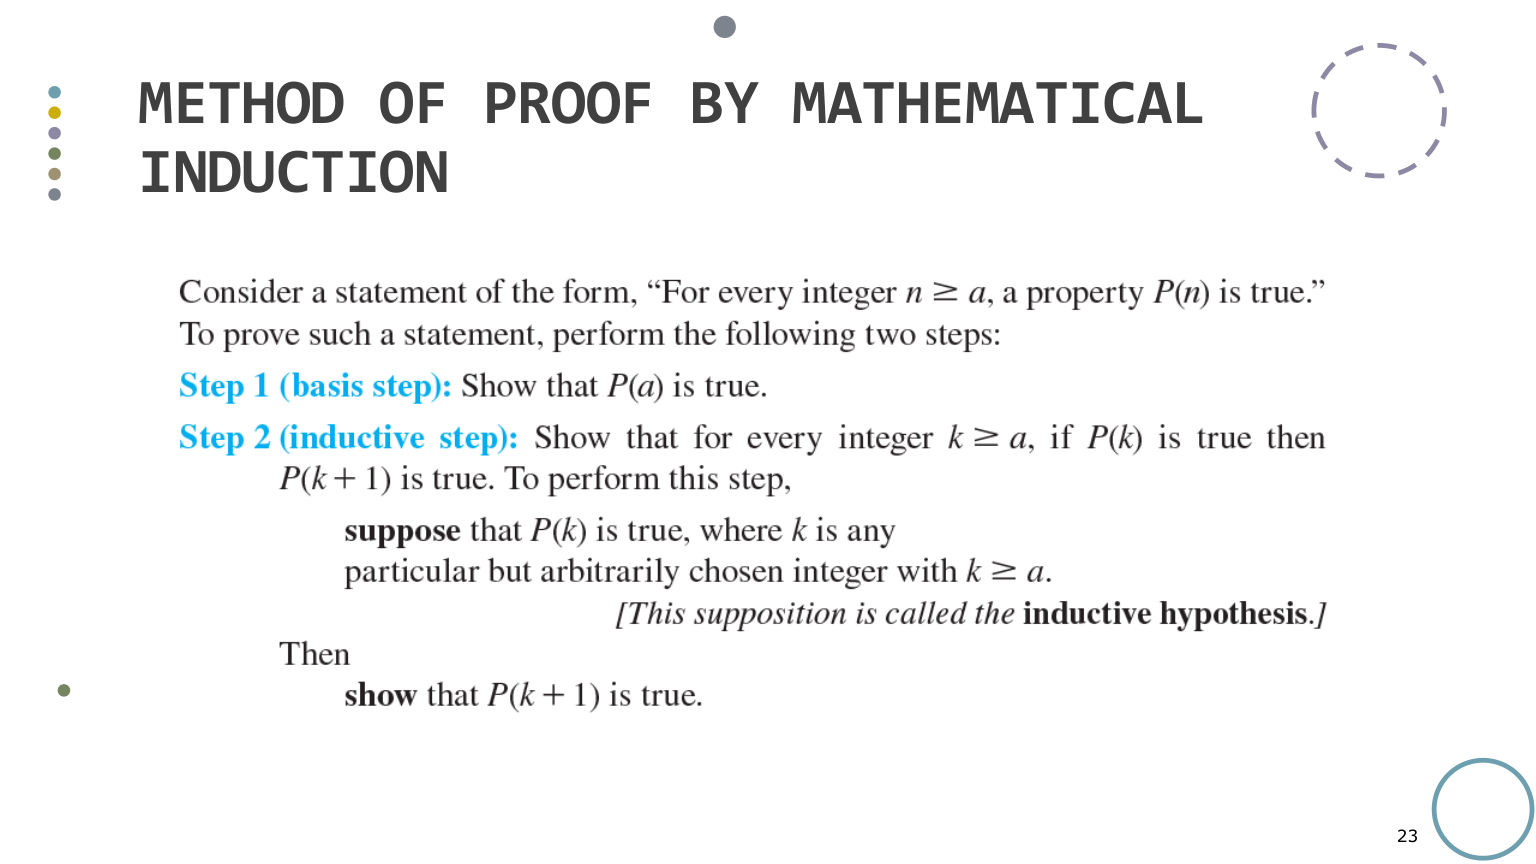 METHOD OF PROOF BY MATHEMATICAL
INDUCTION
Consider a statement of the form, “For every integer n ≥ a, a property P(n) is true.”
To prove such a statement, perform the following two steps:
Step 1 (basis step): Show that P(a) is true.
Step 2 (inductive step): Show that for every integer k ≥ a, if P(k) is true then
P(k + 1) is true. To perform this step,
suppose that P(k) is true, where k is any
particular but arbitrarily chosen integer with k ≥ a.
[This supposition is called the inductive hypothesis.]
Then
show that P(k + 1) is true.
23